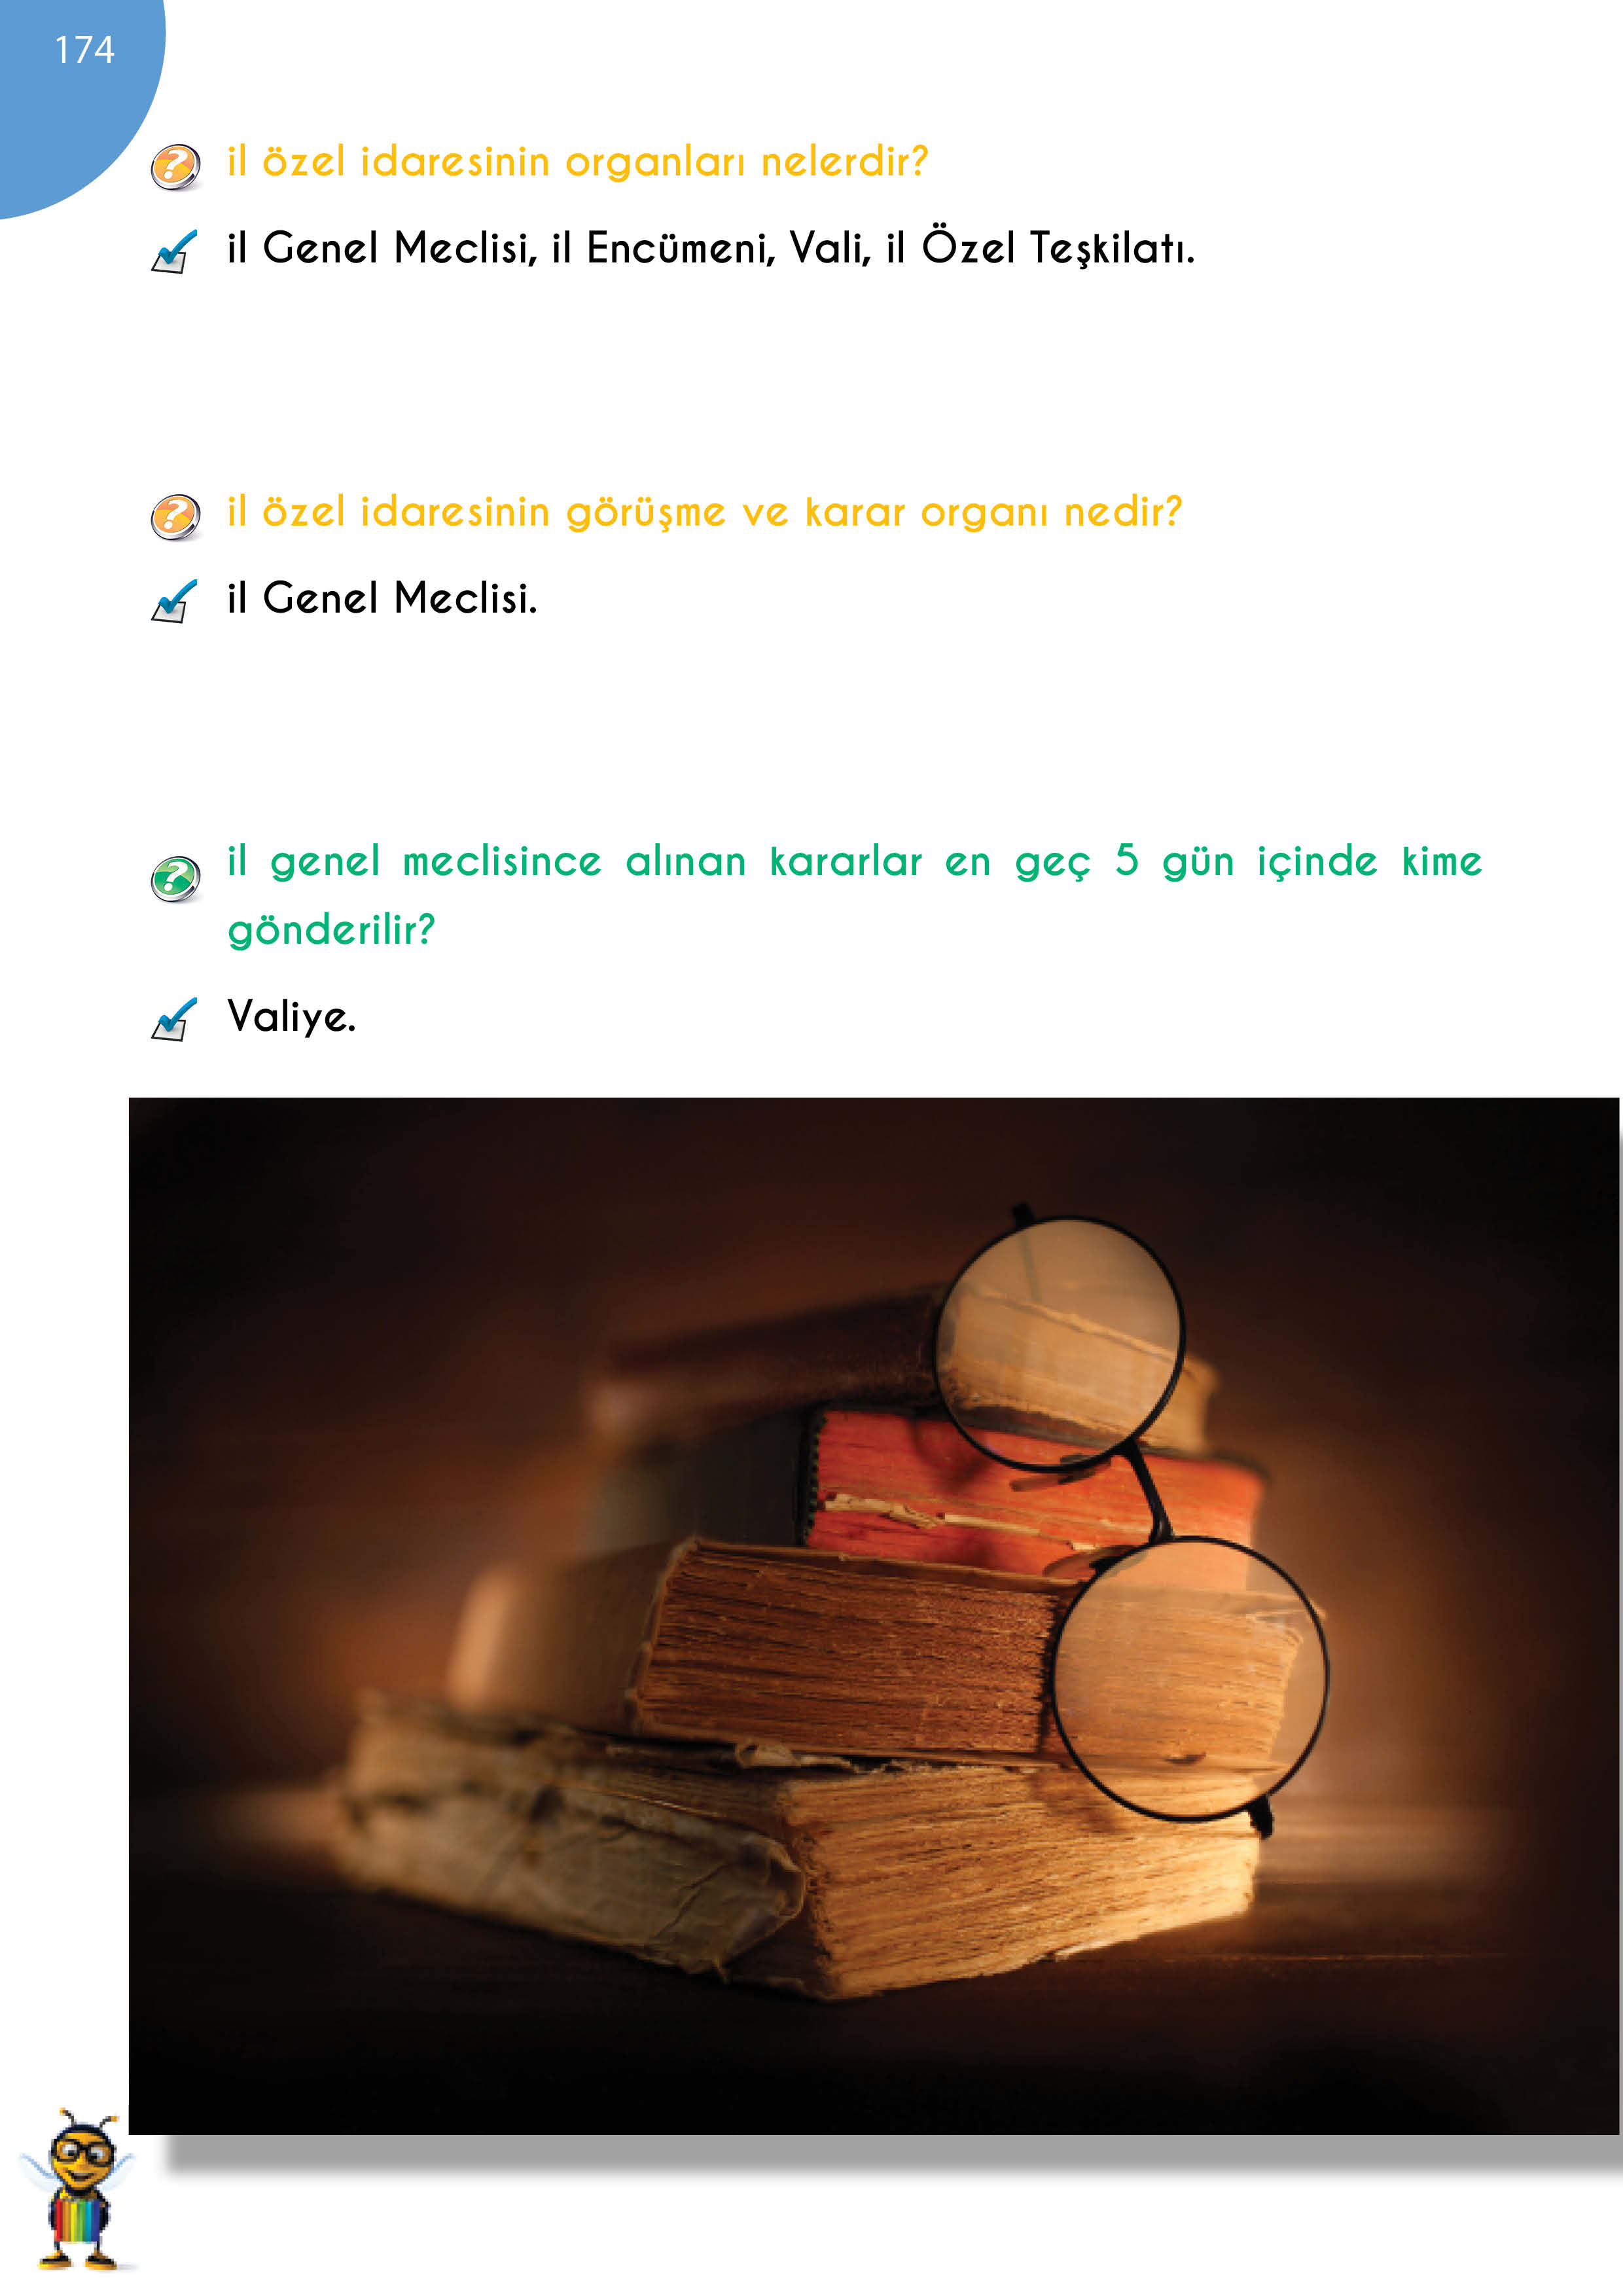 174
il özel idaresinin organları nelerdir?
il Genel Meclisi, il Encümeni, Vali, il Özel Teşkilatı.
il özel idaresinin görüşme ve karar organı nedir?
il Genel Meclisi.
il genel meclisince alınan kararlar en geç 5 gün içinde kime
gönderilir?
Valiye.